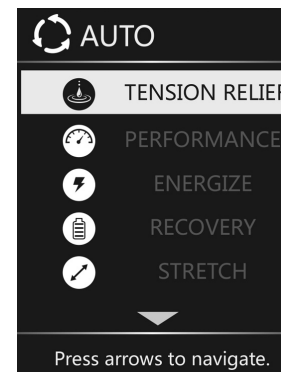 AUTO
TENSION RELIEF
PERFORMANCE
ENERGIZE
RECOVERY
STRETCH
Press arrows to navigate.